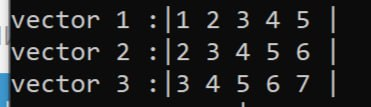 vector 1 :|1 2 3 4 5 |
vector 2 :|2 3 4 5 6 |
vector 3 :|3 4 5 6 7 |